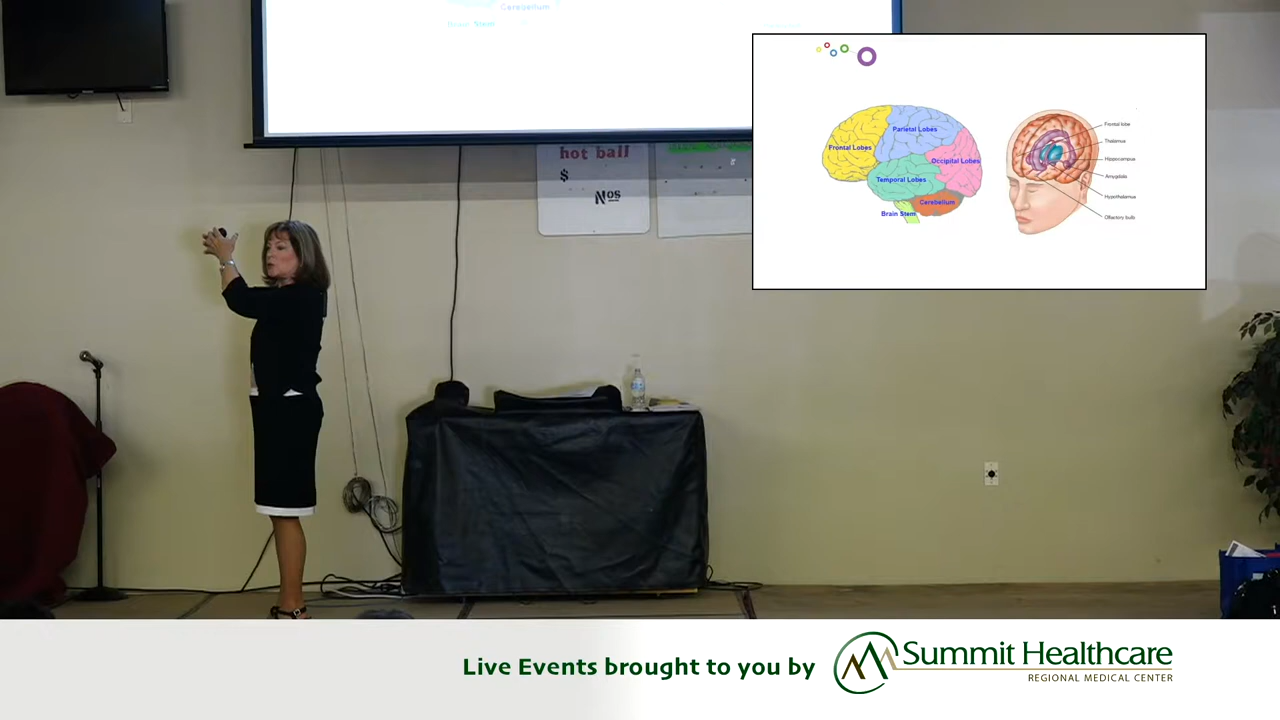 Cerebellum
Brain Stem
hot ball
$
Nos
Parietal Lobes
Frontal Lobes
Occipital Lobes
Temporal Lobes
Cerebellum
Brain Stem
Frontal lobe
Thalamus
Hippocampus
Amygdala
Hypothalamus
Olfactory bulb
Live Events brought to you by
Summit Healthcare
REGIONAL MEDICAL CENTER